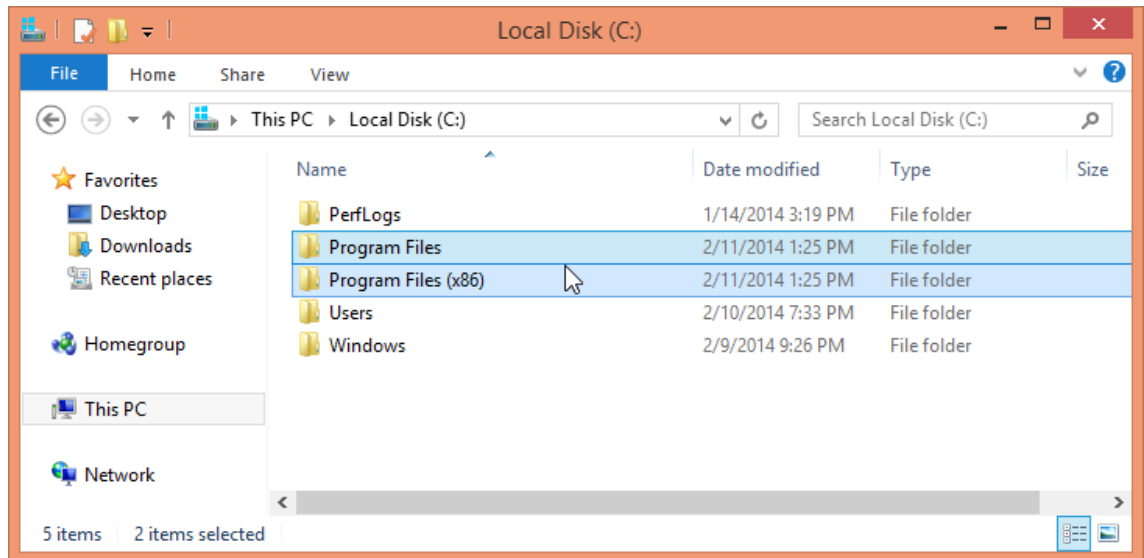 Local Disk (C:)
File Home Share View
This PC Local Disk (C:) Search Local Disk (C:)
Favorites
Desktop
Downloads
Recent places
Homegroup
This PC
Network
Name Date modified Type Size
PerfLogs 1/14/2014 3:19 PM File folder
Program Files 2/11/2014 1:25 PM File folder
Program Files (x86) 2/11/2014 1:25 PM File folder
Users 2/10/2014 7:33 PM File folder
Windows 2/9/2014 9:26 PM File folder
5 items 2 items selected